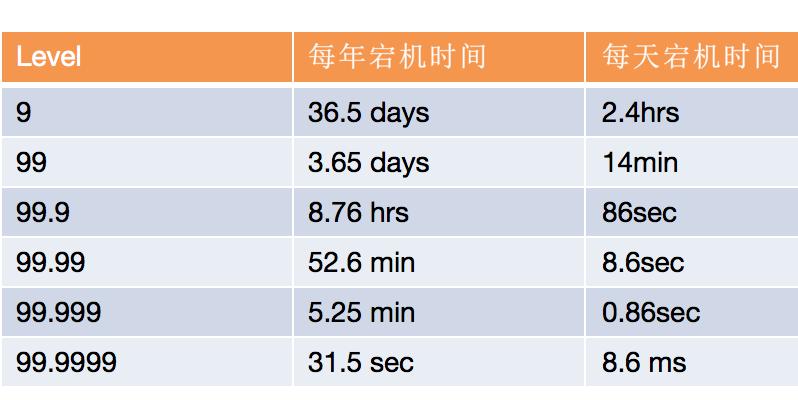 Level 每年宕机时间 每天宕机时间
9 36.5 days 2.4hrs
99 3.65 days 14min
99.9 8.76 hrs 86sec
99.99 52.6 min 8.6sec
99.999 5.25 min 0.86sec
99.9999 31.5 sec 8.6 ms